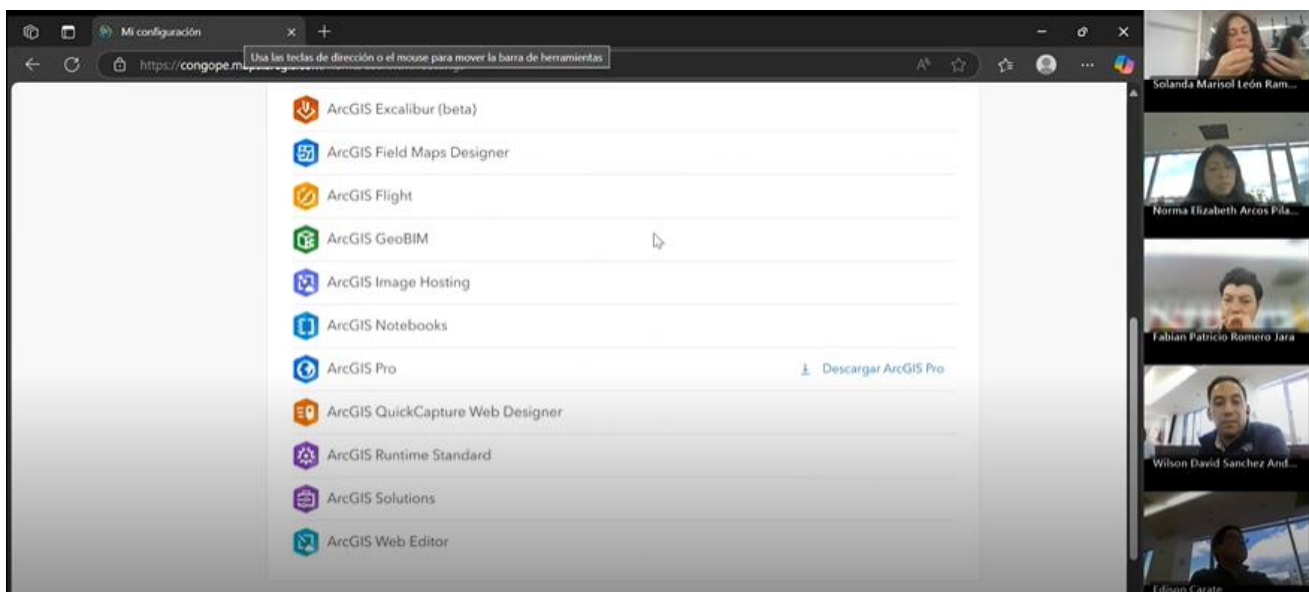 Mi configuración
Usa las teclas de dirección o el mouse para mover la barra de herramientas
https://congope.
ArcGIS Excalibur (beta)
ArcGIS Field Maps Designer
ArcGIS Flight
ArcGIS GeoBIM
ArcGIS Image Hosting
ArcGIS Notebooks
ArcGIS Pro
Descargar ArcGIS Pro
ArcGIS QuickCapture Web Designer
ArcGIS Runtime Standard
ArcGIS Solutions
ArcGIS Web Editor
Solanda Marisol León Ram...
Norma Elizabeth Arcos Pila...
Fabian Patricio Romero Jara
Wilson David Sanchez And...
Edison Carate